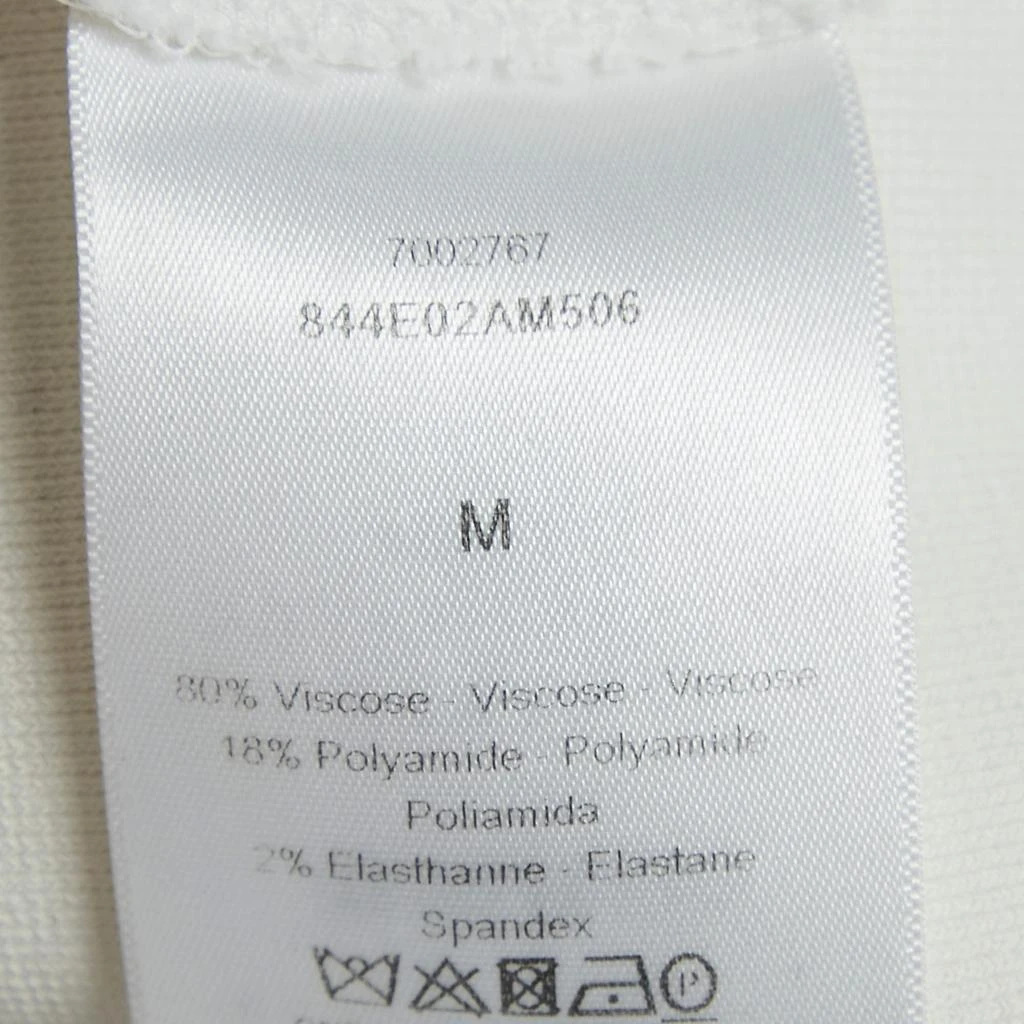 7002767
844E02AM506
M
80% Viscose - Viscose - Viscose
18% Polyamide - Polyamide
Poliamida
2% Elasthanne - Elastane
Spandex
P